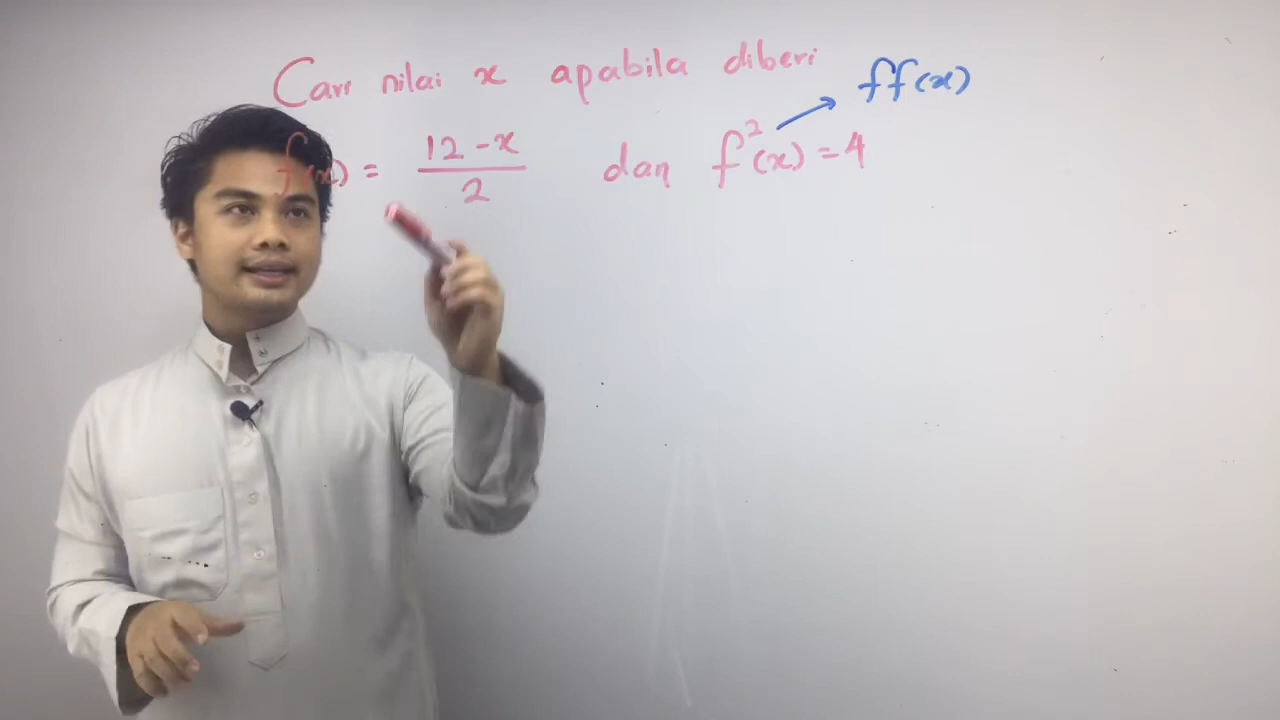 Cari nilai x apabila diberi
f(x) = 12 - x / 2 dan f²(x) = 4 → ff(x)